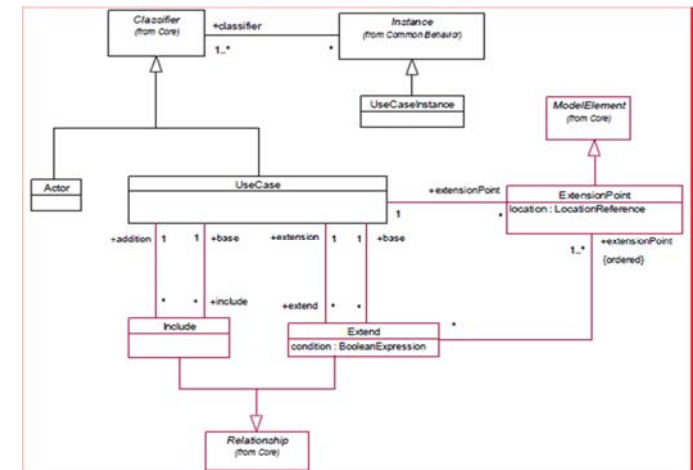 Classifier
(from Core)
+classifier
1..*
*
Instance
(from Common Behavior)
UseCaseInstance
ModelElement
(from Core)
Actor
UseCase
+extensionPoint
1
*
ExtensionPoint
location : LocationReference
+addition
1
1
+base
+extension
1
1
+base
1..*
+extensionPoint
{ordered}
*
*
+include
+extend
*
*
Include
Extend
condition : BooleanExpression
*
Relationship
(from Core)